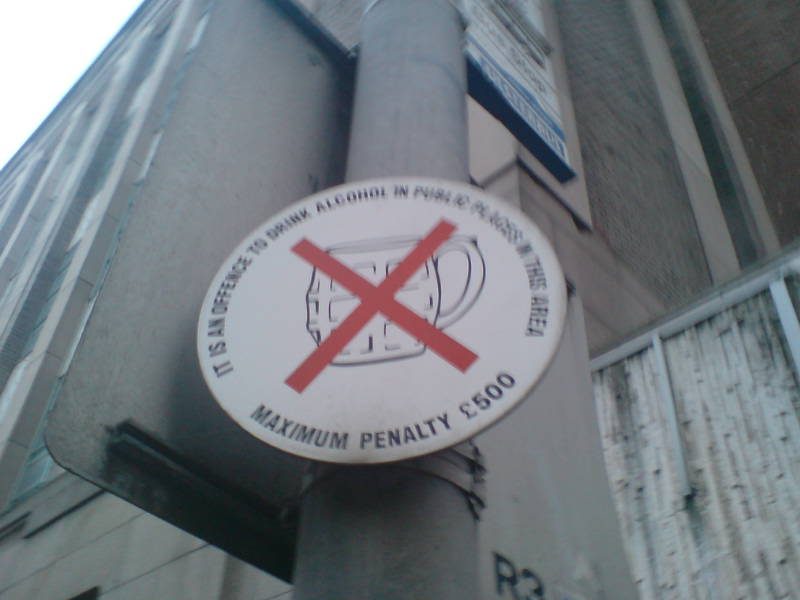 IT IS AN OFFENCE TO DRINK ALCOHOL IN PUBLIC PLACES IN THIS AREA
MAXIMUM PENALTY £500
R3